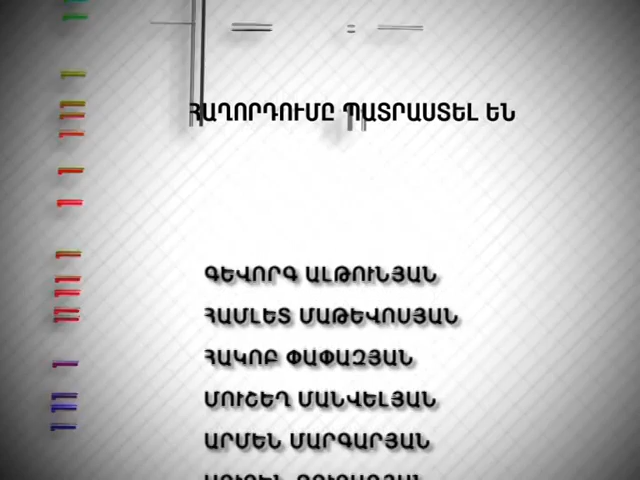 ՀԱՂՈՐԴՈՒՄԸ ՊԱՏՐԱՍՏԵԼ ԵՆ
ԳԵՎՈՐԳ ԱԼԹՈՒՆՅԱՆ
ՀԱՄԼԵՏ ՄԱԹԵՎՈՍՅԱՆ
ՀԱԿՈԲ ՓԱՓԱԶՅԱՆ
ՄՈՒՇԵՂ ՄԱՆՎԵԼՅԱՆ
ԱՐՄԵՆ ՄԱՐԳԱՐՅԱՆ